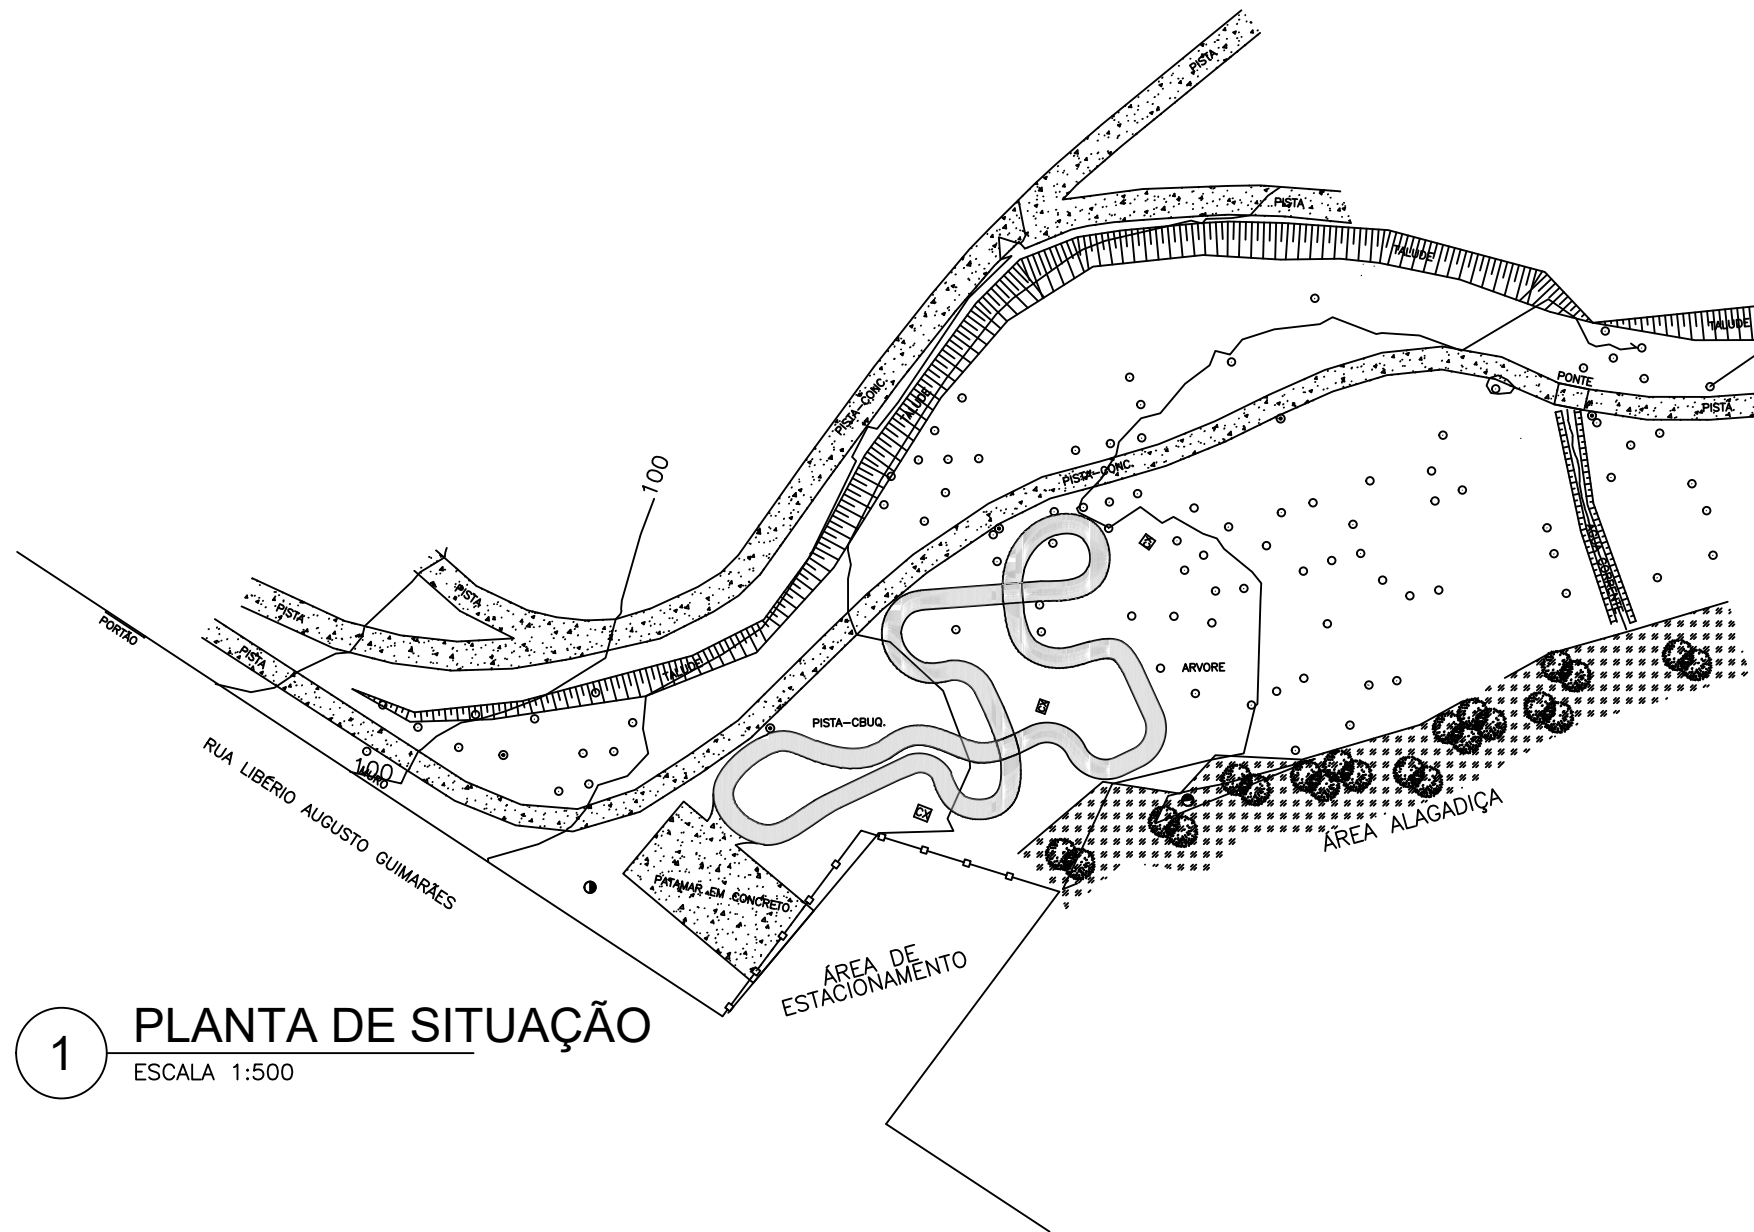 PISTA
PISTA
TALUDE
TALUDE
PONTE
PISTA
PISTA-CONC.
TALUDE
PISTA-CONC.
100
PISTA
PISTA
PORTÃO
PISTA
TALUDE
ARVORE
PISTA-CBUQ.
CX
RUA LIBÉRIO AUGUSTO GUIMARÃES
100
MURO
PATAMAR EM CONCRETO
ÁREA ALAGADIÇA
ÁREA DE
ESTACIONAMENTO
1
PLANTA DE SITUAÇÃO
ESCALA 1:500